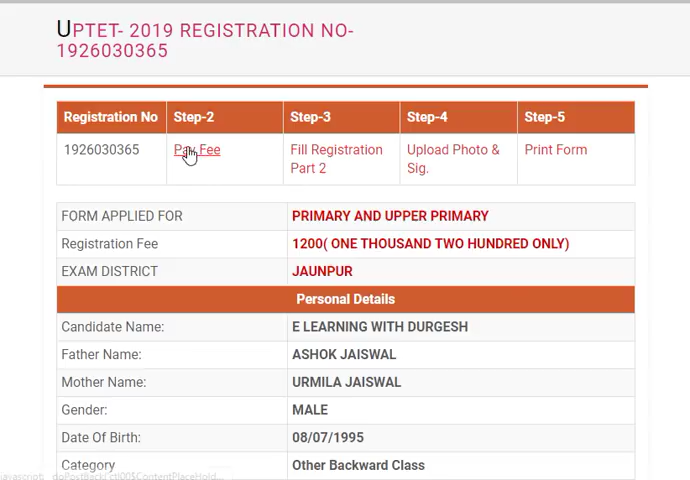 UPTET- 2019 REGISTRATION NO-
1926030365
Registration No Step-2 Step-3 Step-4 Step-5
1926030365 Pay Fee Fill Registration Part 2 Upload Photo & Sig. Print Form
FORM APPLIED FOR PRIMARY AND UPPER PRIMARY
Registration Fee 1200( ONE THOUSAND TWO HUNDRED ONLY)
EXAM DISTRICT JAUNPUR
Personal Details
Candidate Name: E LEARNING WITH DURGESH
Father Name: ASHOK JAISWAL
Mother Name: URMILA JAISWAL
Gender: MALE
Date Of Birth: 08/07/1995
Category Other Backward Class